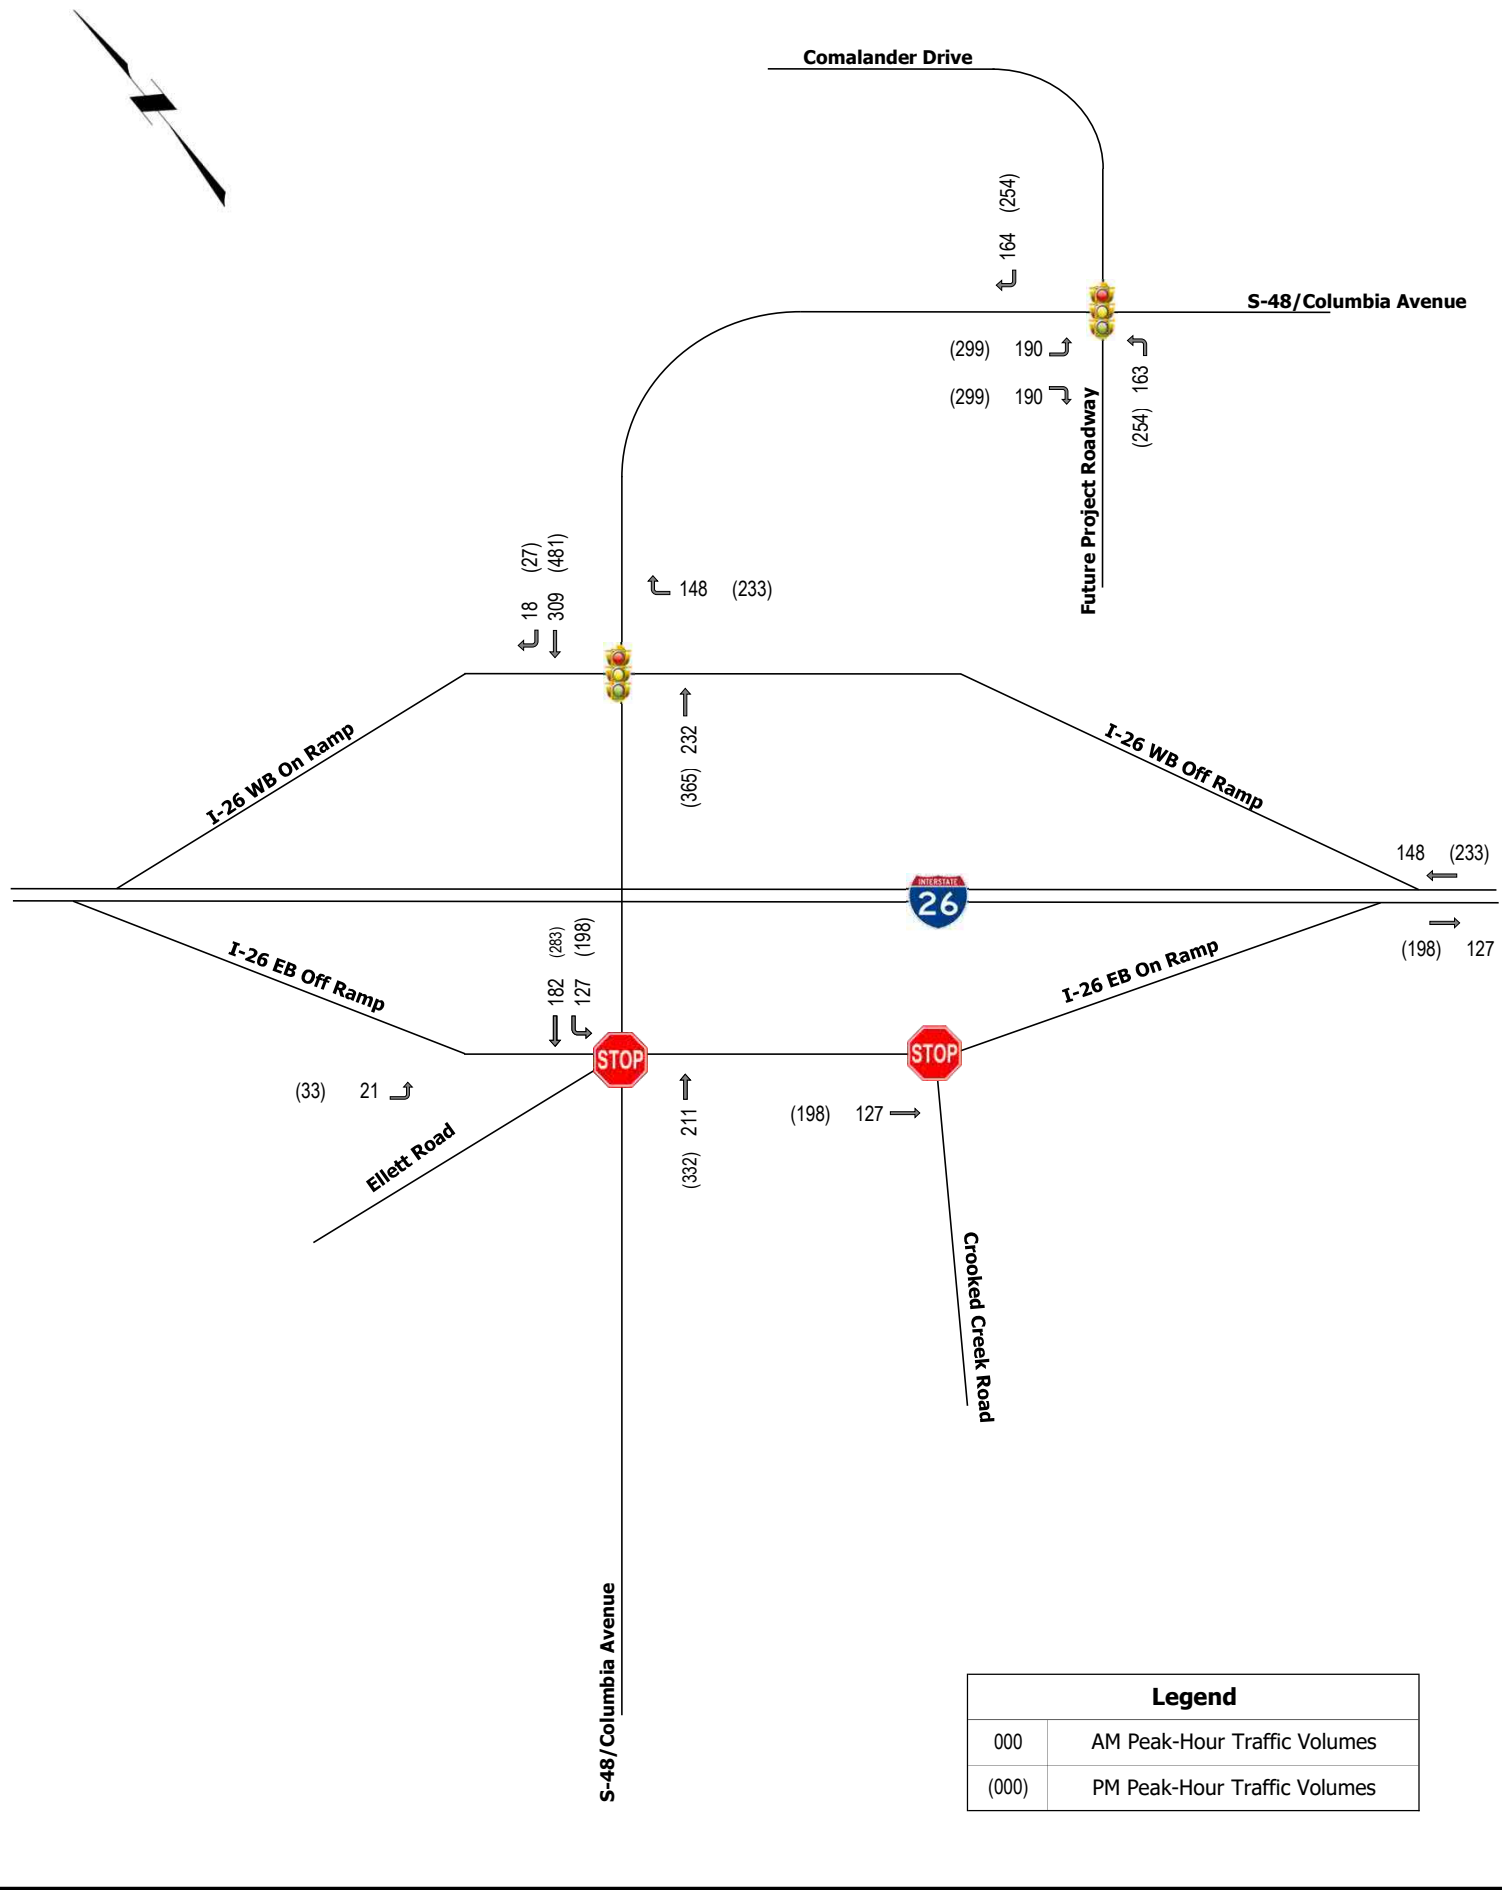 Comalander Drive
164 (254)
S-48/Columbia Avenue
(299) 190
(299) 190
(254) 163
Future Project Roadway
18 (27)
309 (481)
148 (233)
(365) 232
I-26 WB On Ramp
I-26 WB Off Ramp
148 (233)
INTERSTATE
26
(198) 127
I-26 EB Off Ramp
182 (283)
127 (198)
I-26 EB On Ramp
STOP
STOP
(33) 21
(332) 211
(198) 127
Ellett Road
Crooked Creek Road
S-48/Columbia Avenue
Legend
000 AM Peak-Hour Traffic Volumes
(000) PM Peak-Hour Traffic Volumes